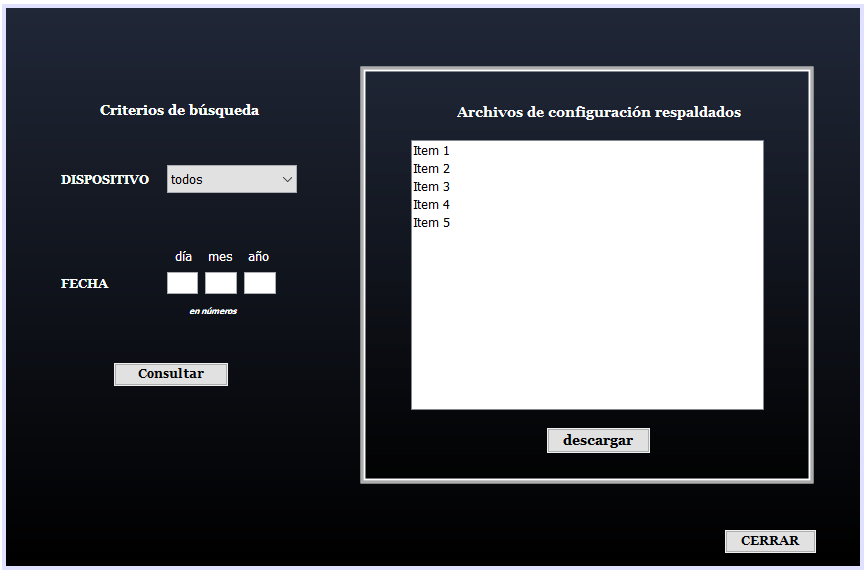 Criterios de búsqueda
DISPOSITIVO todos
día mes año
FECHA
en números
Consultar
Archivos de configuración respaldados
Item 1
Item 2
Item 3
Item 4
Item 5
descargar
CERRAR